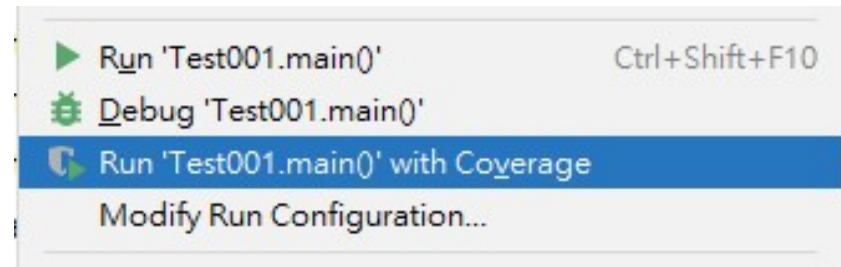 Run 'Test001.main()' Ctrl+Shift+F10
Debug 'Test001.main()'
Run 'Test001.main()' with Coverage
Modify Run Configuration...